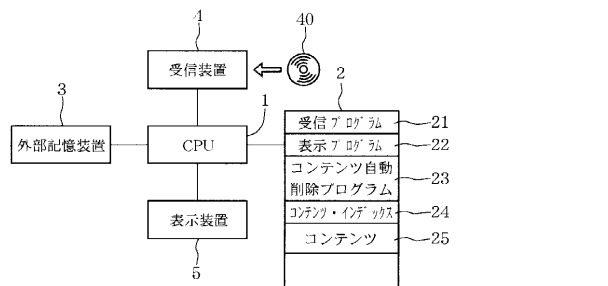 4
40
受信装置
3
2
1
受信プログラム
21
外部記憶装置
CPU
表示プログラム
22
コンテンツ自動
削除プログラム
23
コンテンツ・インデックス
24
表示装置
コンテンツ
25
5